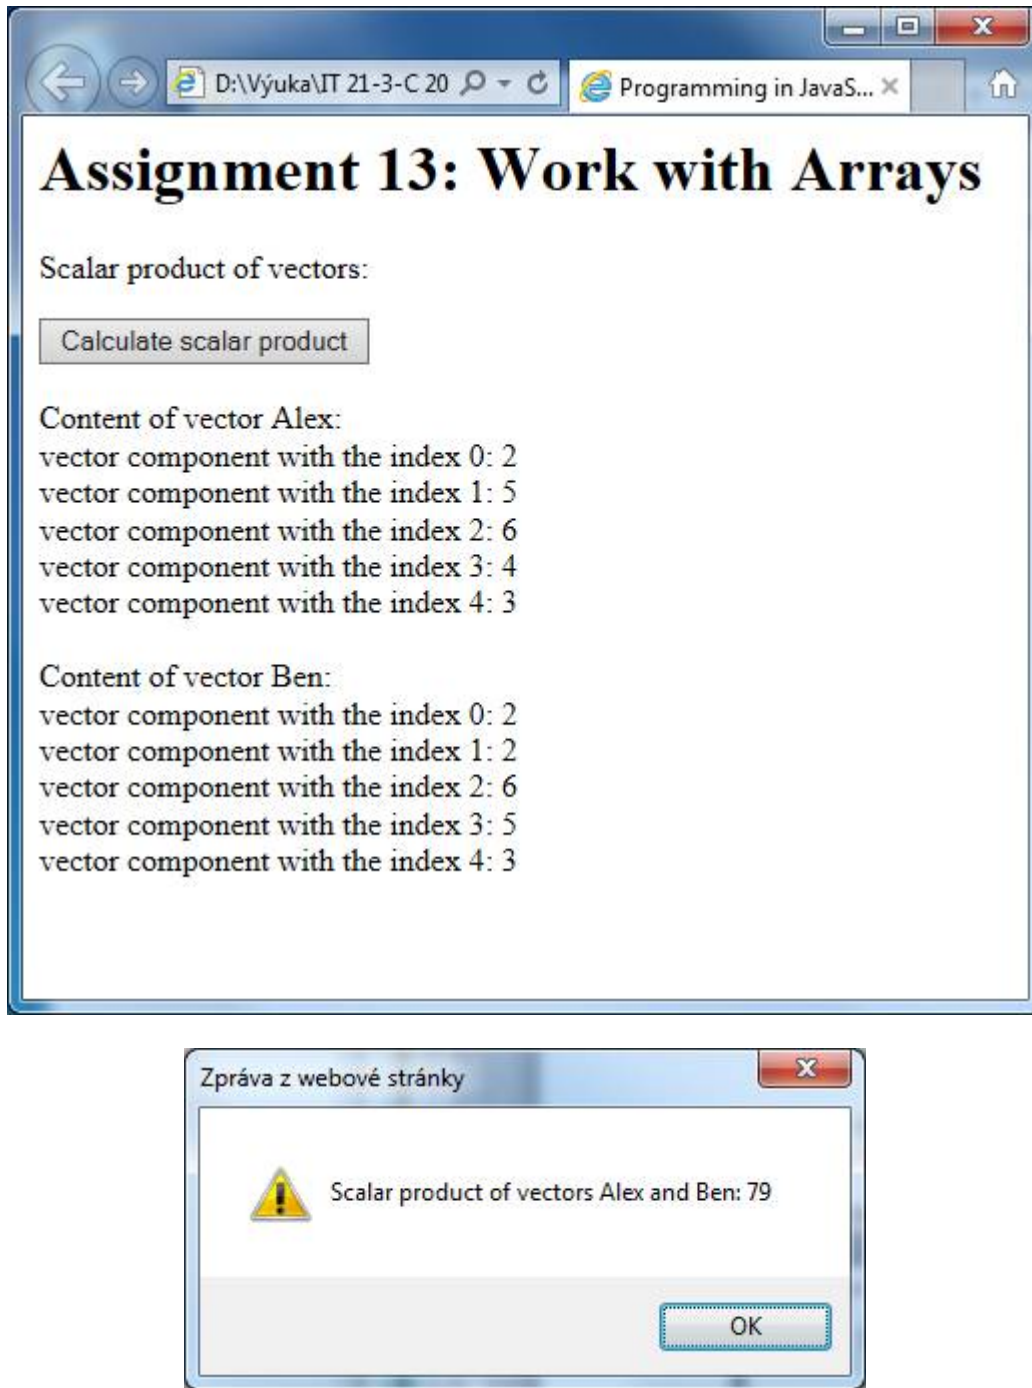 D:\Výuka\IT 21-3-C 20
Programming in JavaS...
Assignment 13: Work with Arrays
Scalar product of vectors:
Calculate scalar product
Content of vector Alex:
vector component with the index 0: 2
vector component with the index 1: 5
vector component with the index 2: 6
vector component with the index 3: 4
vector component with the index 4: 3
Content of vector Ben:
vector component with the index 0: 2
vector component with the index 1: 2
vector component with the index 2: 6
vector component with the index 3: 5
vector component with the index 4: 3
Zpráva z webové stránky
Scalar product of vectors Alex and Ben: 79
OK